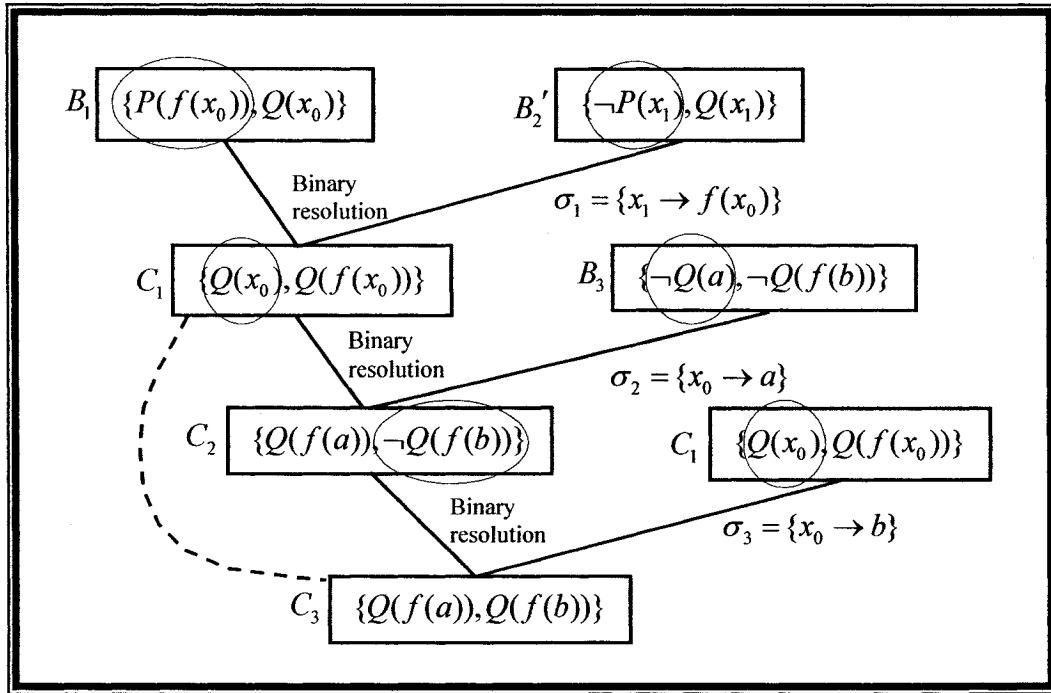 B₁ {P(f(x₀)),Q(x₀)}
B₂′ {¬P(x₁),Q(x₁)}
Binary
resolution
σ₁ = {x₁ → f(x₀)}
C₁ {Q(x₀),Q(f(x₀))}
B₃ {¬Q(a),¬Q(f(b))}
Binary
resolution
σ₂ = {x₀ → a}
C₂ {Q(f(a)),¬Q(f(b))}
C₁ {Q(x₀),Q(f(x₀))}
Binary
resolution
σ₃ = {x₀ → b}
C₃ {Q(f(a)),Q(f(b))}